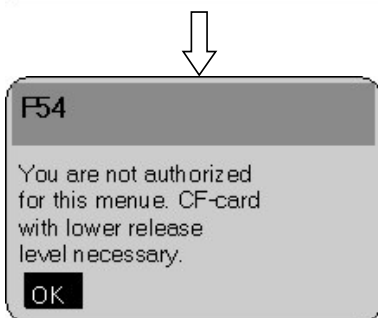 F54
You are not authorized
for this menue. CF-card
with lower release
level necessary.
OK